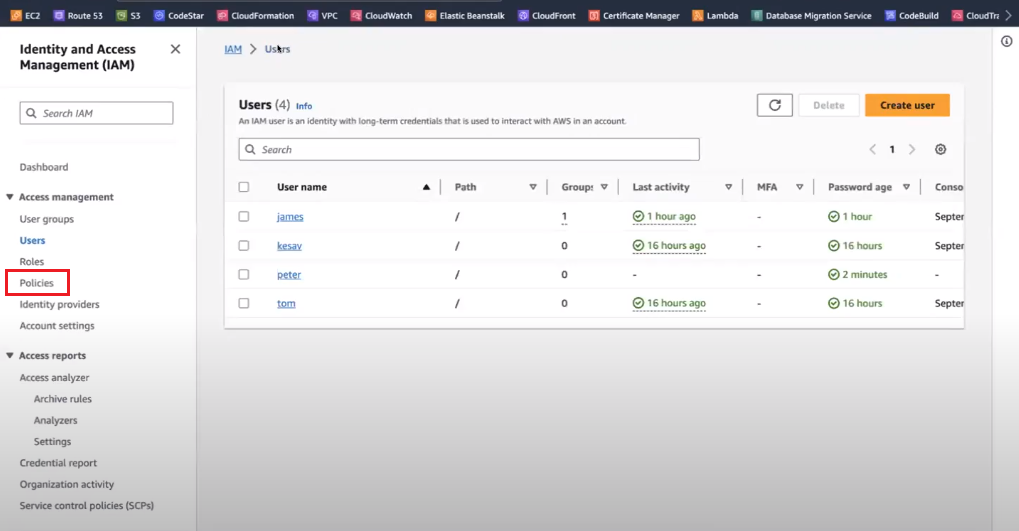 EC2 Route 53 S3 CodeStar CloudFormation VPC CloudWatch Elastic Beanstalk CloudFront Certificate Manager Lambda Database Migration Service CodeBuild CloudTra
Identity and Access
Management (IAM)
Search IAM
Dashboard
Access management
User groups
Users
Roles
Policies
Identity providers
Account settings
Access reports
Access analyzer
Archive rules
Analyzers
Settings
Credential report
Organization activity
Service control policies (SCPs)
IAM > Users
Users (4) Info
An IAM user is an identity with long-term credentials that is used to interact with AWS in an account.
Delete
Create user
Search
1
User name Path Groups Last activity MFA Password age Conso
james / 1 1 hour ago - 1 hour Septer
kesav / 0 16 hours ago - 16 hours Septer
peter / 0 - - 2 minutes -
tom / 0 16 hours ago - 16 hours Septer